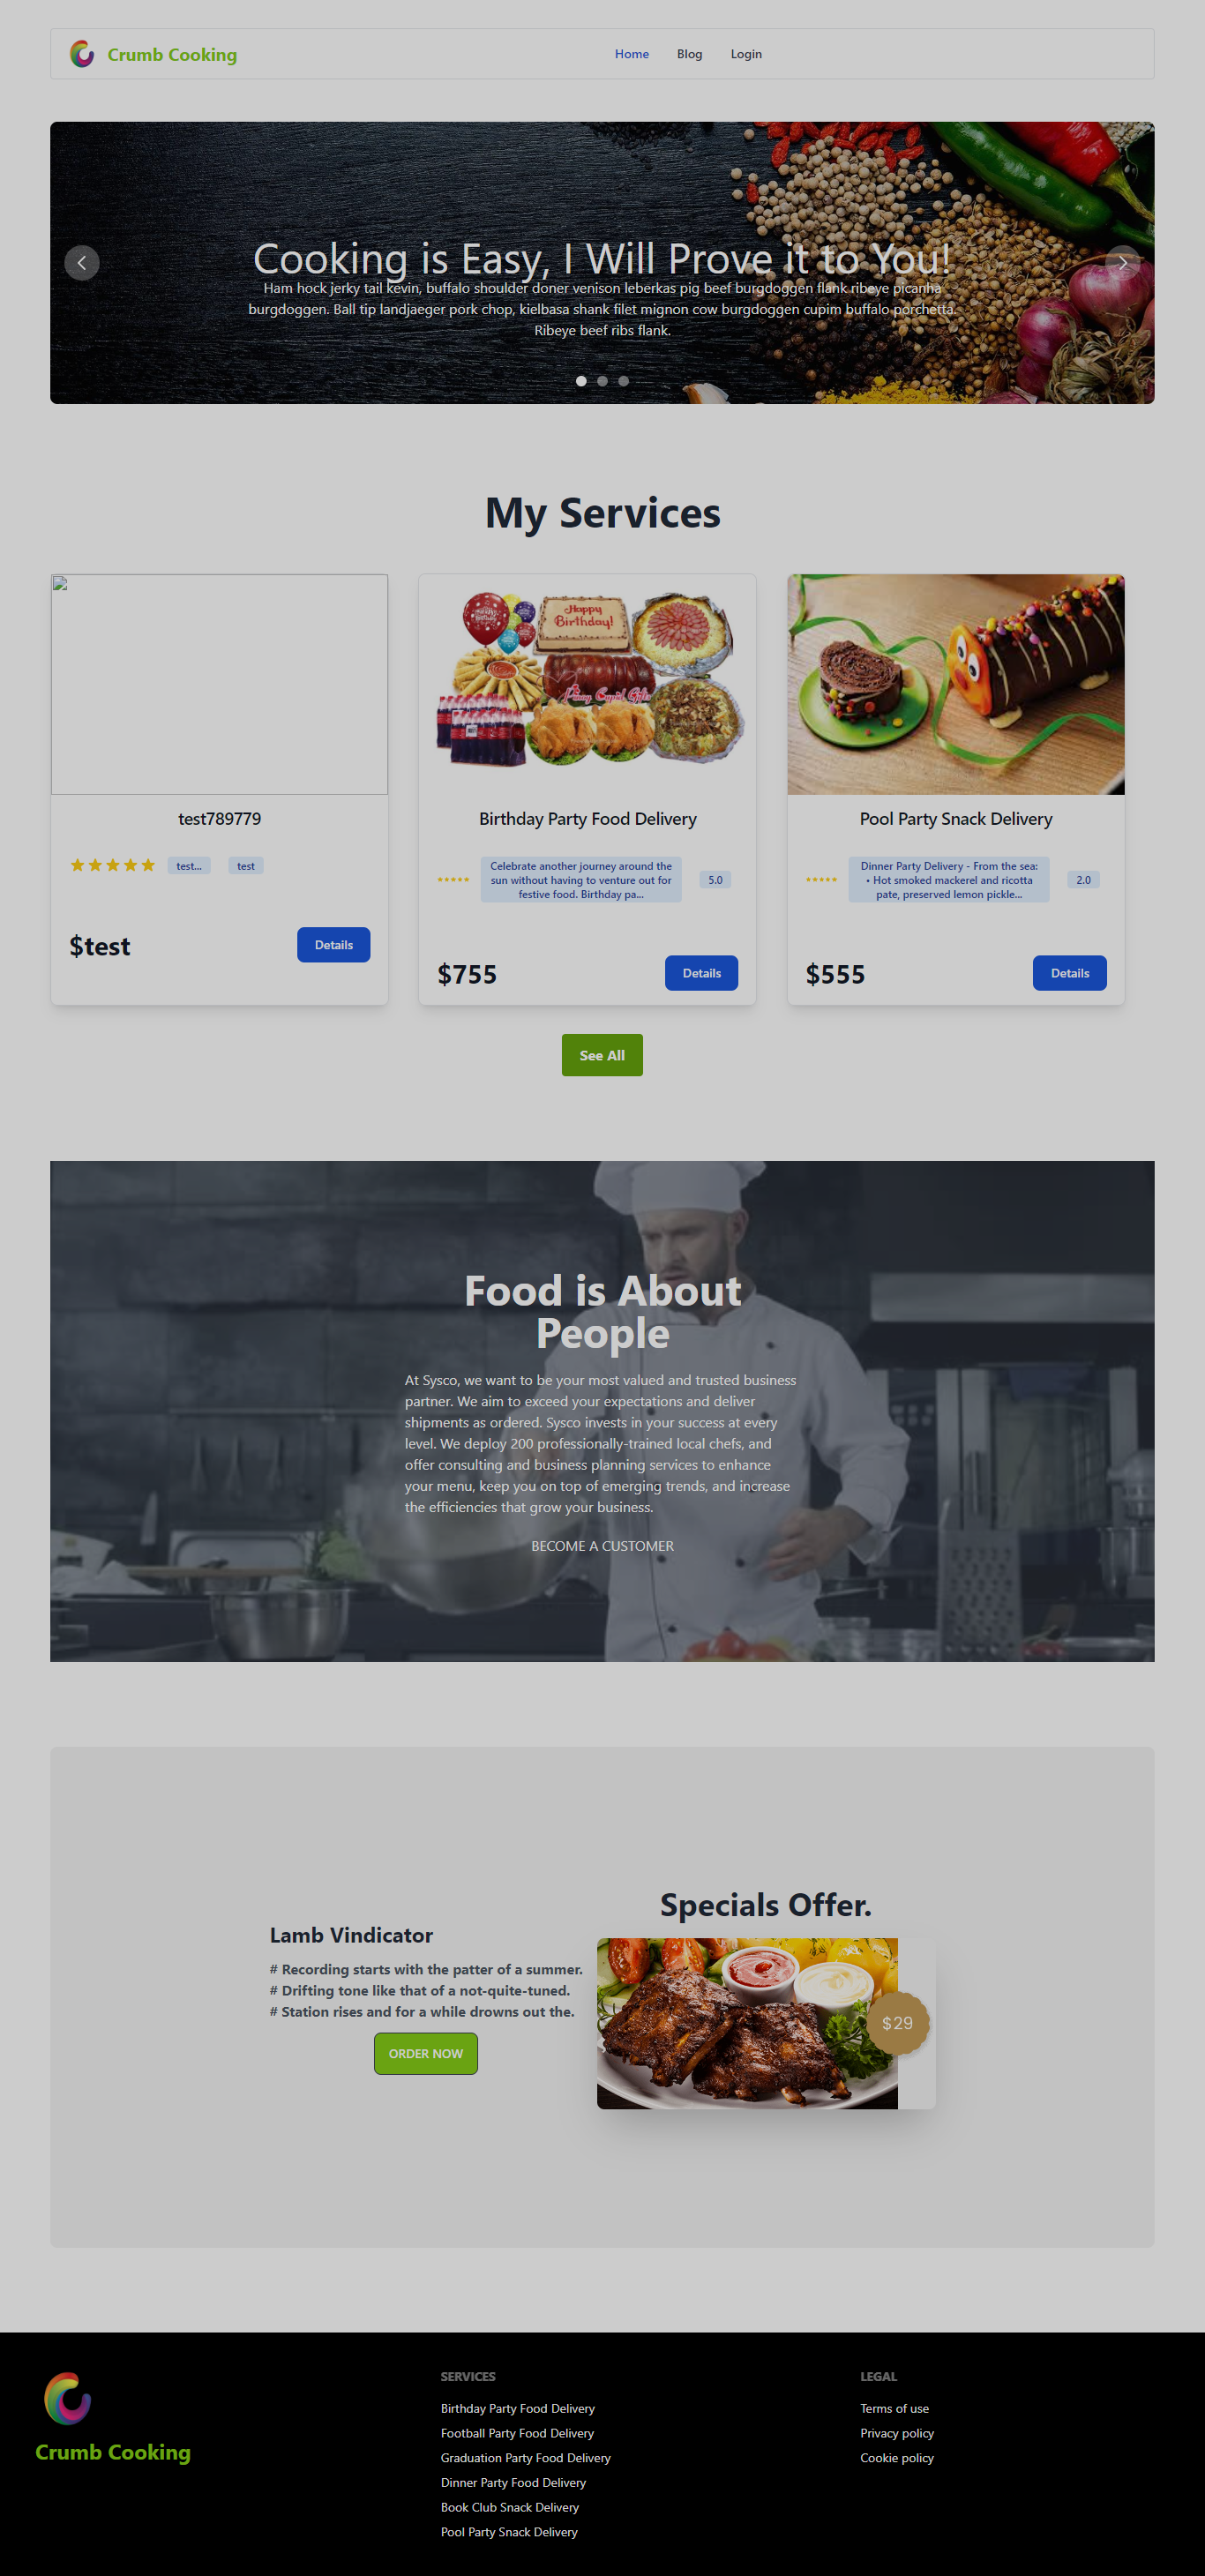 Crumb Cooking
Home
Blog
Login
Cooking is Easy, I Will Prove it to You!
Ham hock jerky tail kevin, buffalo shoulder doner venison leberkas pig beef burgdoggen flank ribeye picanha
burgdoggen. Ball tip landjaeger pork chop, kielbasa shank filet mignon cow burgdoggen cupim buffalo porchetta.
Ribeye beef ribs flank.
My Services
Happy
Birthday!
Pinoy Cupid Gifts
test789779
test...
test
$test
Details
Birthday Party Food Delivery
Celebrate another journey around the
sun without having to venture out for
festive food. Birthday pa...
5.0
$755
Details
Pool Party Snack Delivery
Dinner Party Delivery - From the sea:
• Hot smoked mackerel and ricotta
pate, preserved lemon pickle...
2.0
$555
Details
See All
Food is About
People
At Sysco, we want to be your most valued and trusted business
partner. We aim to exceed your expectations and deliver
shipments as ordered. Sysco invests in your success at every
level. We deploy 200 professionally-trained local chefs, and
offer consulting and business planning services to enhance
your menu, keep you on top of emerging trends, and increase
the efficiencies that grow your business.
BECOME A CUSTOMER
Specials Offer.
Lamb Vindicator
# Recording starts with the patter of a summer.
# Drifting tone like that of a not-quite-tuned.
# Station rises and for a while drowns out the.
ORDER NOW
$29
Crumb Cooking
SERVICES
Birthday Party Food Delivery
Football Party Food Delivery
Graduation Party Food Delivery
Dinner Party Food Delivery
Book Club Snack Delivery
Pool Party Snack Delivery
LEGAL
Terms of use
Privacy policy
Cookie policy